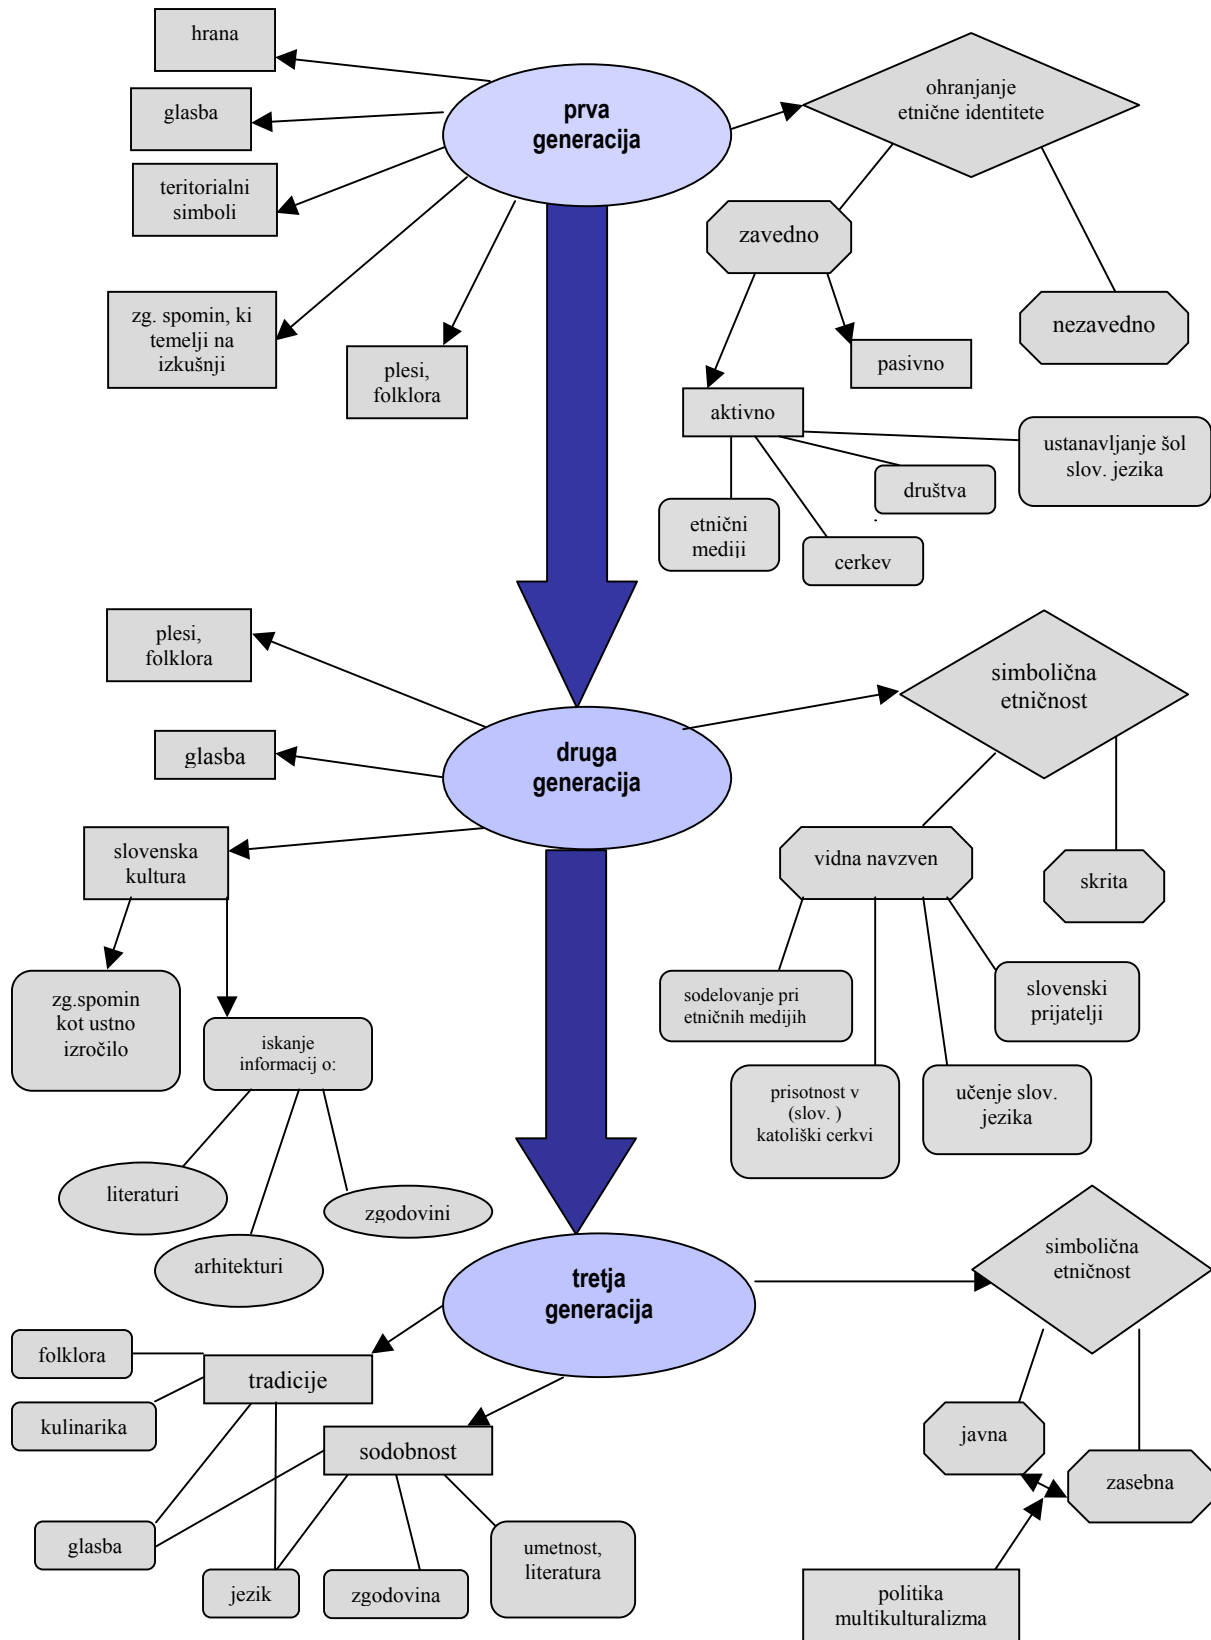 hrana
glasba
teritorialni
simboli
zg. spomin, ki
temelji na
izkušnji
plesi,
folklora
prva
generacija
ohranjanje
etnične identitete
zavedno
nezavedno
pasivno
aktivno
ustanavljanje šol
slov. jezika
društva
etnični
mediji
cerkev
plesi,
folklora
glasba
slovenska
kultura
zg.spomin
kot ustno
izročilo
iskanje
informacij o:
literaturi
arhitekturi
zgodovini
druga
generacija
simbolična
etničnost
vidna navzven
skrita
sodelovanje pri
etničnih medijih
slovenski
prijatelji
prisotnost v
(slov. )
katoliški cerkvi
učenje slov.
jezika
tretja
generacija
simbolična
etničnost
folklora
tradicije
kulinarika
sodobnost
glasba
jezik
zgodovina
umetnost,
literatura
javna
zasebna
politika
multikulturalizma